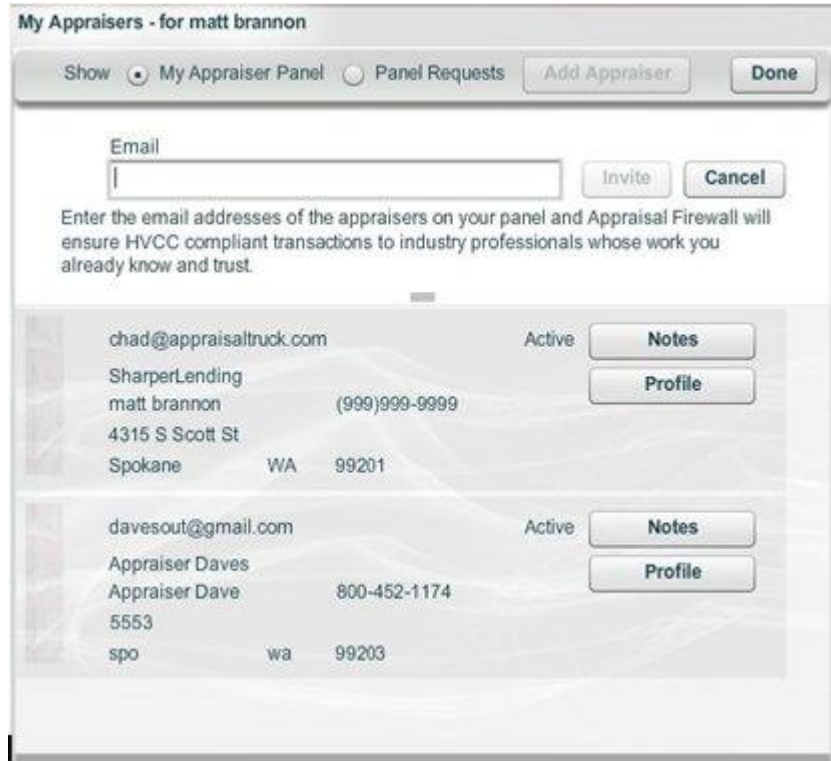 My Appraisers - for matt brannon
Show My Appraiser Panel Panel Requests Add Appraiser Done
Email
Invite Cancel
Enter the email addresses of the appraisers on your panel and Appraisal Firewall will
ensure HVCC compliant transactions to industry professionals whose work you
already know and trust.
chad@appraisaltruck.com Active Notes
SharperLending Profile
matt brannon (999)999-9999
4315 S Scott St
Spokane WA 99201
davesout@gmail.com Active Notes
Appraiser Daves Profile
Appraiser Dave 800-452-1174
5553
spo wa 99203